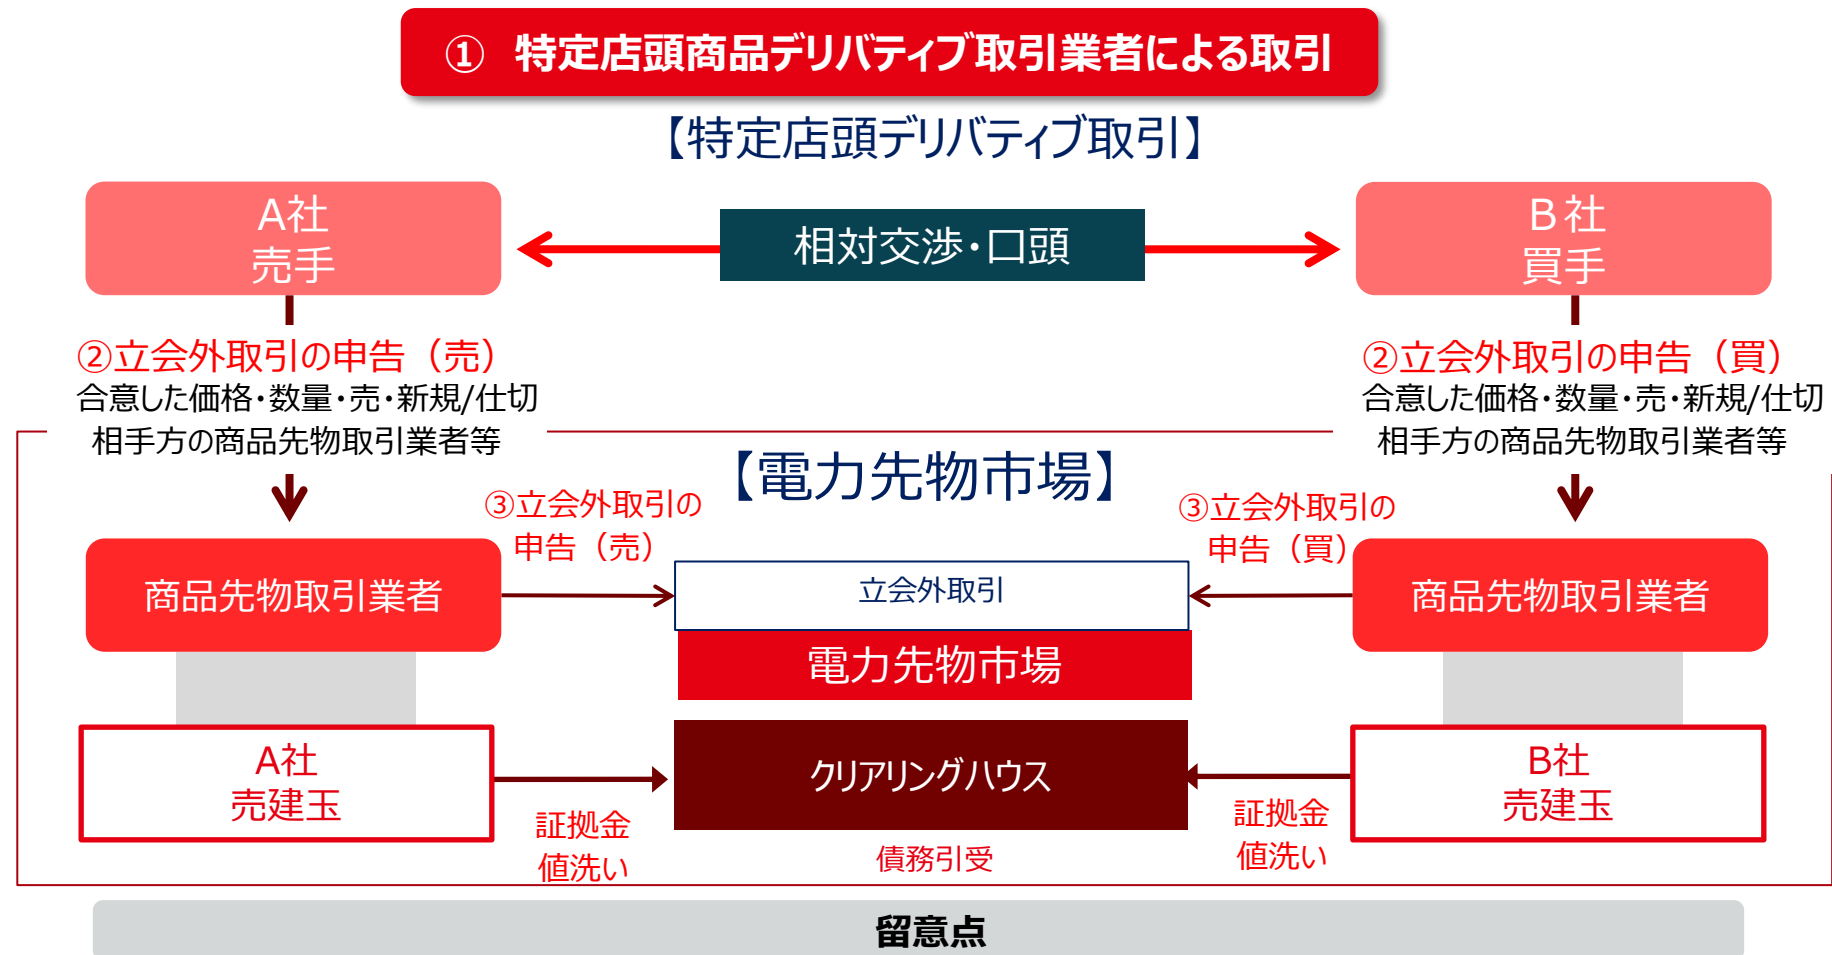 ① 特定店頭商品デリバティブ取引業者による取引
【特定店頭デリバティブ取引】
A社
売手
相対交渉・口頭
B社
買手
②立会外取引の申告（売）
合意した価格・数量・売・新規/仕切
相手方の商品先物取引業者等
②立会外取引の申告（買）
合意した価格・数量・売・新規/仕切
相手方の商品先物取引業者等
【電力先物市場】
③立会外取引の
申告（売）
③立会外取引の
申告（買）
商品先物取引業者
立会外取引
電力先物市場
商品先物取引業者
A社
売建玉
クリアリングハウス
B社
売建玉
証拠金
値洗い
債務引受
証拠金
値洗い
留意点